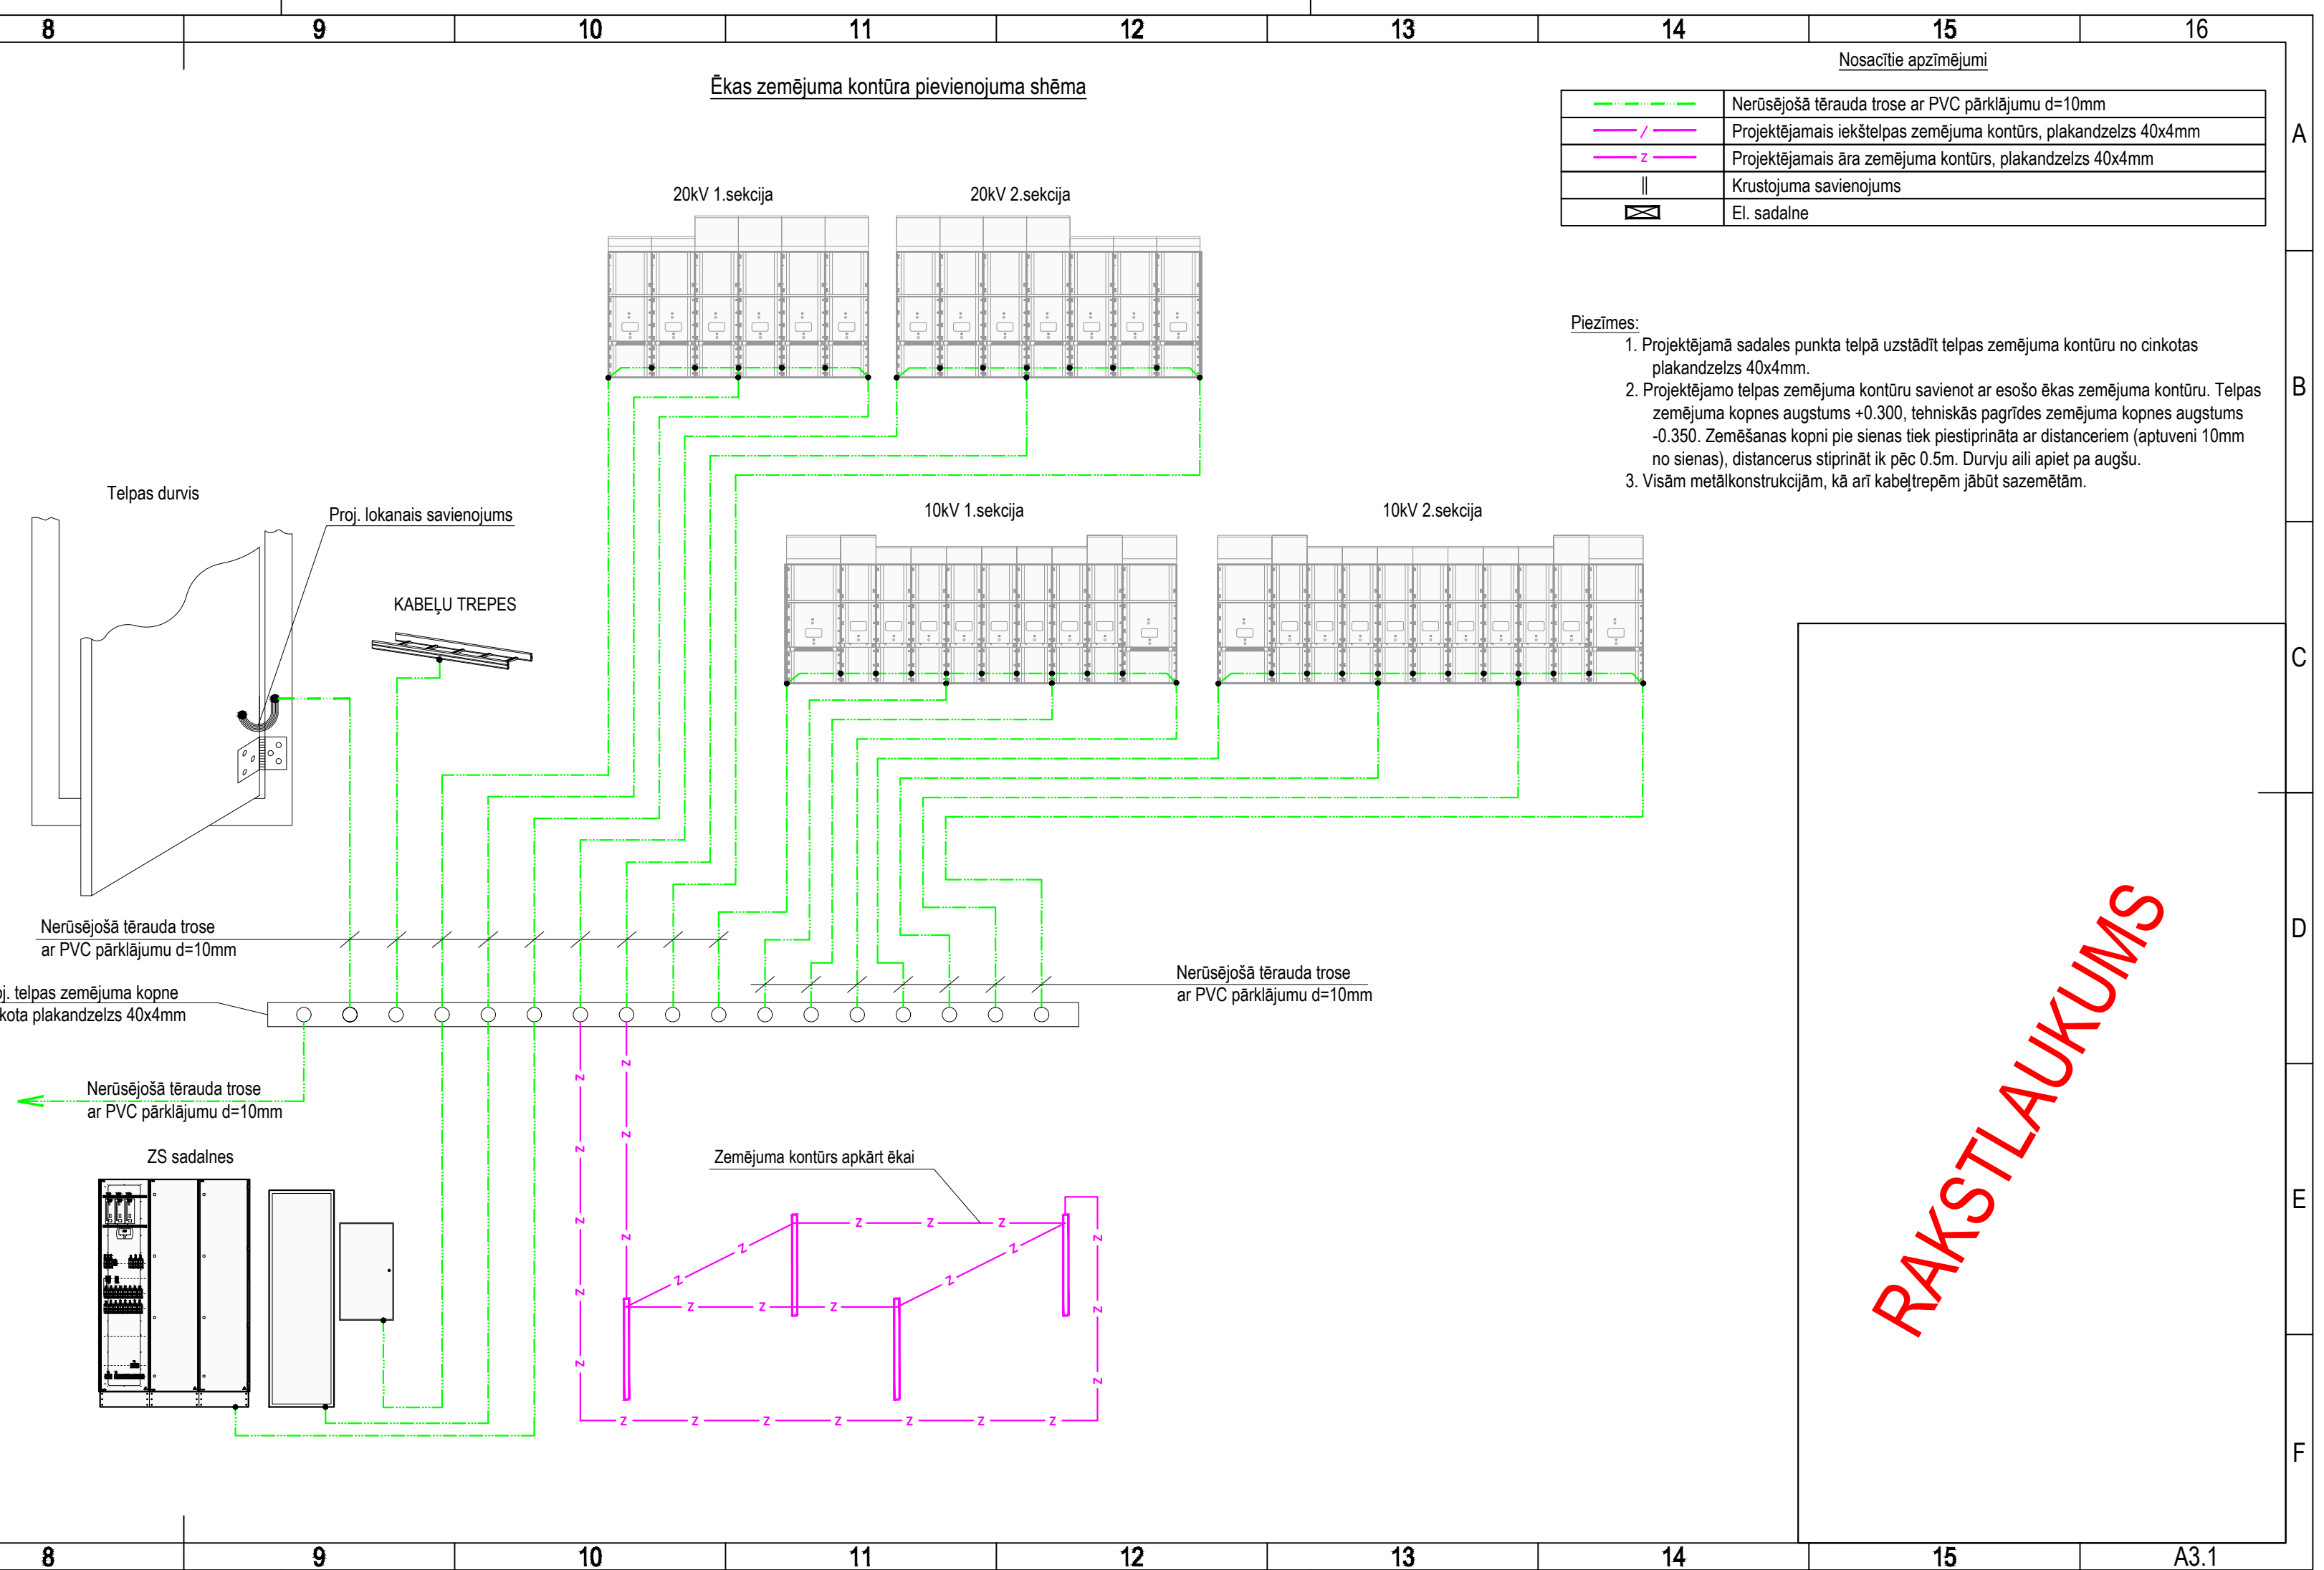 8 9 10 11 12 13 14 15 16
Ēkas zemējuma kontūra pievienojuma shēma
Nosacītie apzīmējumi
Nerūsējošā tērauda trose ar PVC pārklājumu d=10mm
/ Projektējamais iekštelpas zemējuma kontūrs, plakandzelzs 40x4mm
z Projektējamais āra zemējuma kontūrs, plakandzelzs 40x4mm
Krustojuma savienojums
El. sadalne
A
20kV 1.sekcija
20kV 2.sekcija
Piezīmes:
1. Projektējamā sadales punkta telpā uzstādīt telpas zemējuma kontūru no cinkotas
plakandzelzs 40x4mm.
2. Projektējamo telpas zemējuma kontūru savienot ar esošo ēkas zemējuma kontūru. Telpas
zemējuma kopnes augstums +0.300, tehniskās pagrīdes zemējuma kopnes augstums
-0.350. Zemēšanas kopni pie sienas tiek piestiprināta ar distanceriem (aptuveni 10mm
no sienas), distancerus stiprināt ik pēc 0.5m. Durvju aili apiet pa augšu.
3. Visām metālkonstrukcijām, kā arī kabeļtrepēm jābūt sazemētām.
B
Telpas durvis
Proj. lokanais savienojums
KABEĻU TREPES
10kV 1.sekcija
10kV 2.sekcija
C
Nerūsējošā tērauda trose
ar PVC pārklājumu d=10mm
j. telpas zemējuma kopne
kota plakandzelzs 40x4mm
Nerūsējošā tērauda trose
ar PVC pārklājumu d=10mm
D
Nerūsējošā tērauda trose
ar PVC pārklājumu d=10mm
ZS sadalnes
Zemējuma kontūrs apkārt ēkai
RAKSTLAUKUMS
E
F
8 9 10 11 12 13 14 15 A3.1